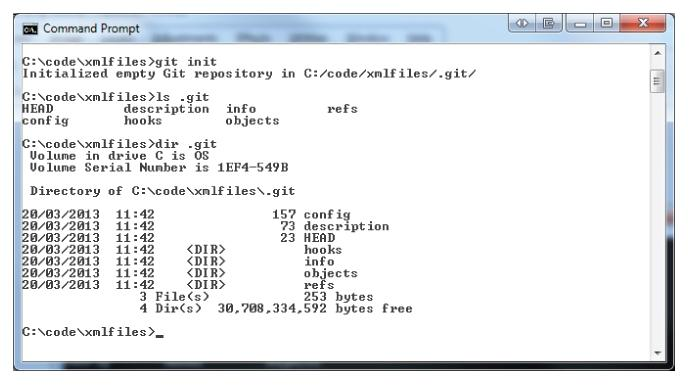 Command Prompt
C:\code\xmlfiles>git init
Initialized empty Git repository in C:/code/xmlfiles/.git/
C:\code\xmlfiles>ls .git
HEAD description info refs
config hooks objects
C:\code\xmlfiles>dir .git
Volume in drive C is OS
Volume Serial Number is 1EF4-549B
Directory of C:\code\xmlfiles\.git
20/03/2013 11:42 157 config
20/03/2013 11:42 73 description
20/03/2013 11:42 23 HEAD
20/03/2013 11:42 <DIR> hooks
20/03/2013 11:42 <DIR> info
20/03/2013 11:42 <DIR> objects
20/03/2013 11:42 <DIR> refs
3 File(s) 253 bytes
4 Dir(s) 30,708,334,592 bytes free
C:\code\xmlfiles>_